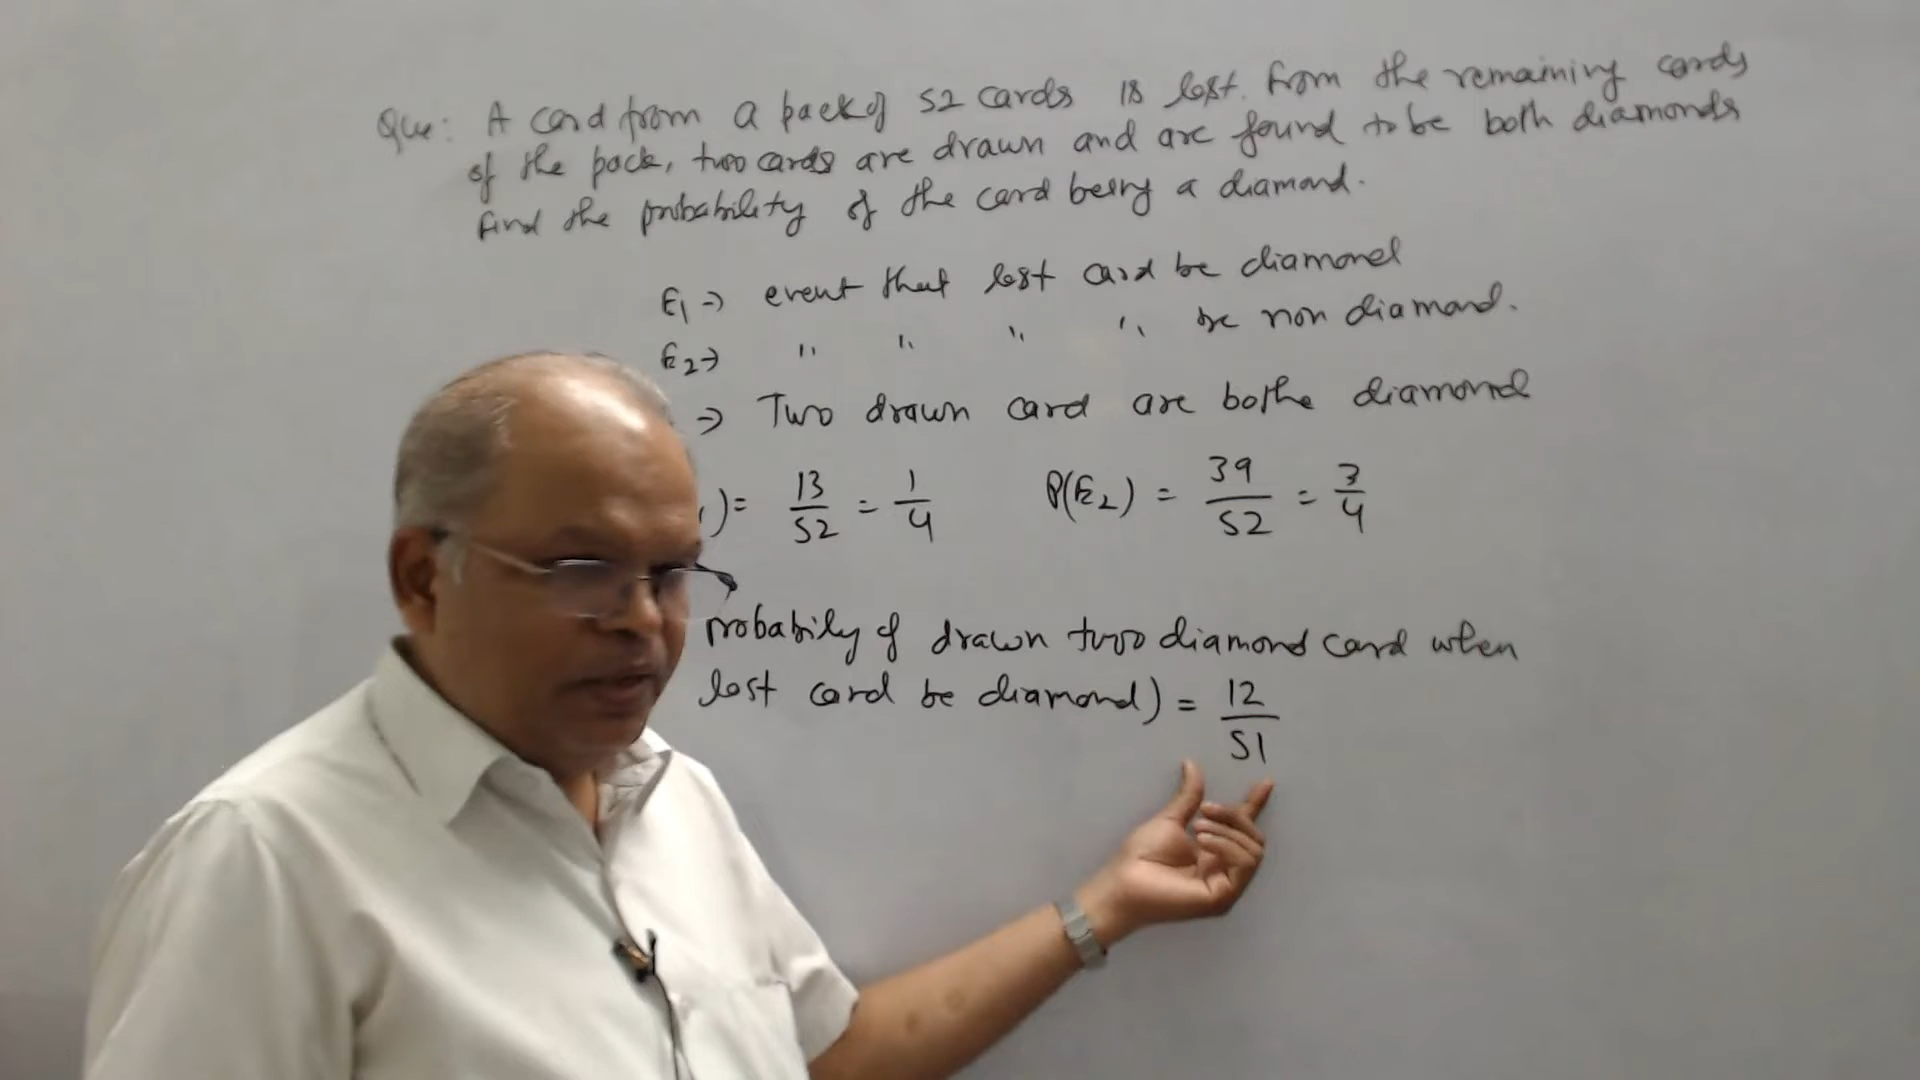 Que: A card from a pack of 52 cards is lost. From the remaining cards
of the pack, two cards are drawn and are found to be both diamonds
Find the probability of the card being a diamond.
E1 → event that lost card be diamond
E2 → " " " " be non diamond.
→ Two drawn card are bothe diamond
1) = 13/52 = 1/4 P(E2) = 39/52 = 3/4
probability of drawn two diamond card when
lost card be diamond) = 12/51